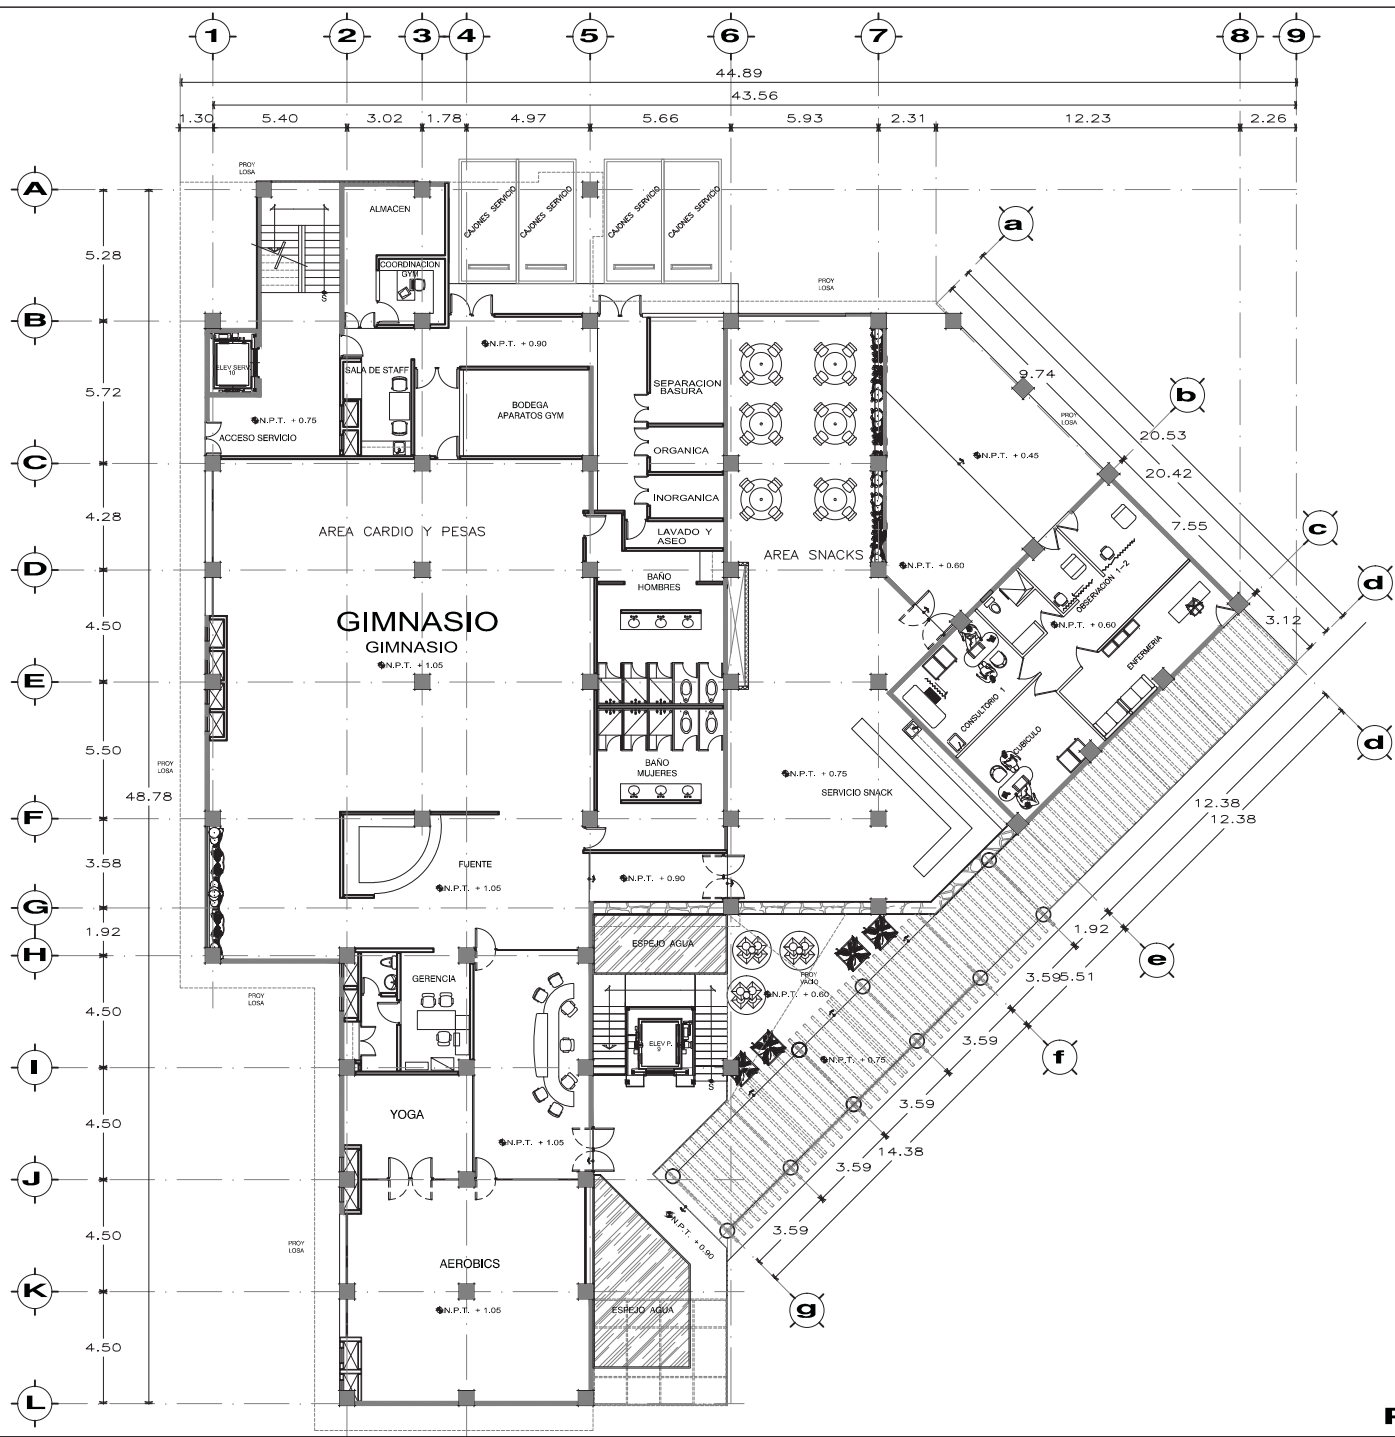 1 2 3 4 5 6 7 8 9
44.89
43.56
1.30 5.40 3.02 1.78 4.97 5.66 5.93 2.31 12.23 2.26
PROY
LOSA
A
CAJONES SERVICIO
CAJONES SERVICIO
CAJONES SERVICIO
CAJONES SERVICIO
ALMACEN
a
5.28
COORDINACION
GYM
PROY
LOSA
S
B
N.P.T. + 0.90
ELEV SERV.
10
SALA DE STAFF
9.74
5.72
SEPARACION
BASURA
b
BODEGA
APARATOS GYM
PROY
LOSA
N.P.T. + 0.75
ACCESO SERVICIO
20.53
ORGANICA
N.P.T. + 0.45
C
20.42
INORGANICA
4.28
AREA CARDIO Y PESAS
LAVADO Y
ASEO
7.55
c
AREA SNACKS
D
N.P.T. + 0.60
BAÑO
HOMBRES
OBSERVACION 1-2
d
GIMNASIO
GIMNASIO
4.50
N.P.T. + 0.60
3.12
ENFERMERIA
N.P.T. + 1.05
E
CONSULTORIO 1
CUBICULO
d
5.50
PROY
LOSA
BAÑO
MUJERES
N.P.T. + 0.75
SERVICIO SNACK
48.78
12.38
12.38
F
3.58
FUENTE
N.P.T. + 1.05
N.P.T. + 0.90
G
1.92
1.92
ESPEJO AGUA
H
e
GERENCIA
PROY
VACIO
3.59
5.51
PROY
LOSA
N.P.T. + 0.60
4.50
3.59
ELEV P.
9
f
N.P.T. + 0.75
I
S
3.59
YOGA
4.50
N.P.T. + 1.05
14.38
3.59
J
N.P.T. + 0.90
3.59
4.50
PROY
LOSA
AEROBICS
K
N.P.T. + 1.05
ESPEJO AGUA
g
4.50
L